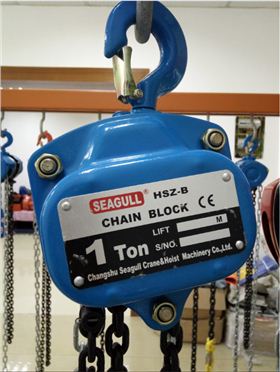 SEAGULL ® HSZ-B
CHAIN BLOCK CE
1 Ton LIFT M
S/NO.
Changshu Seagull Crane&Hoist Machinery Co.,Ltd.